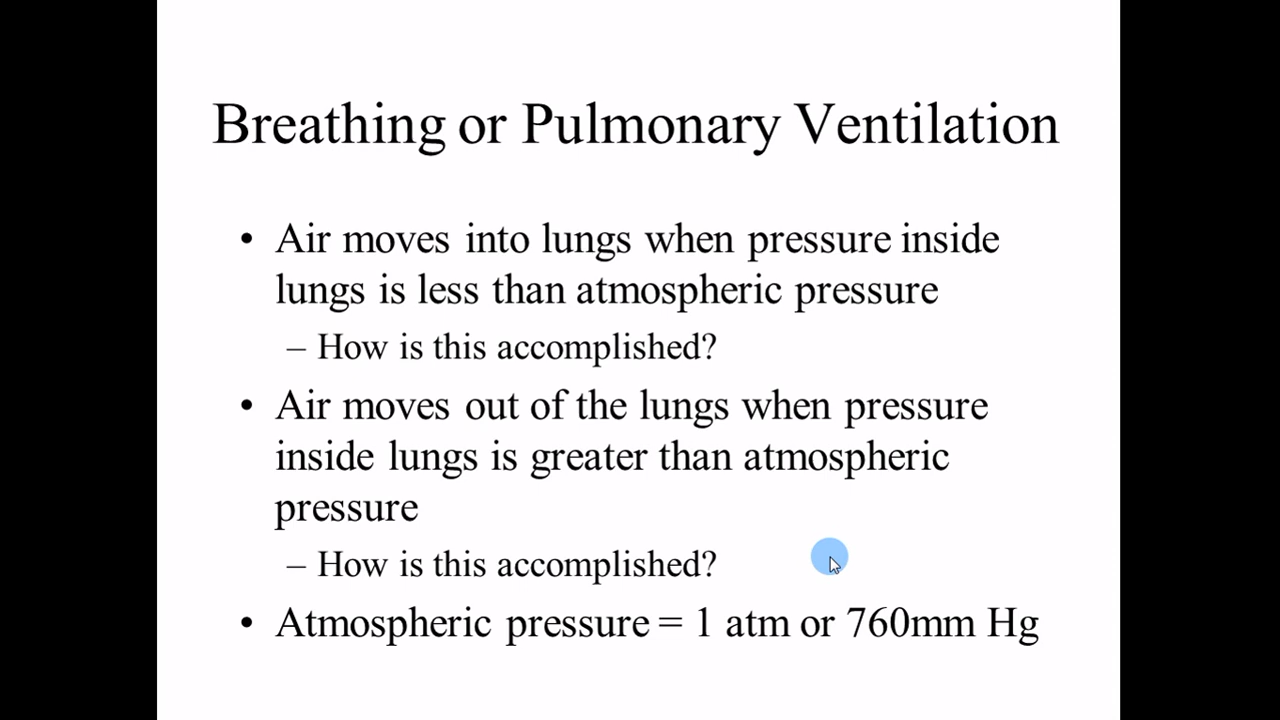 Breathing or Pulmonary Ventilation
• Air moves into lungs when pressure inside
lungs is less than atmospheric pressure
– How is this accomplished?
• Air moves out of the lungs when pressure
inside lungs is greater than atmospheric
pressure
– How is this accomplished?
• Atmospheric pressure = 1 atm or 760mm Hg